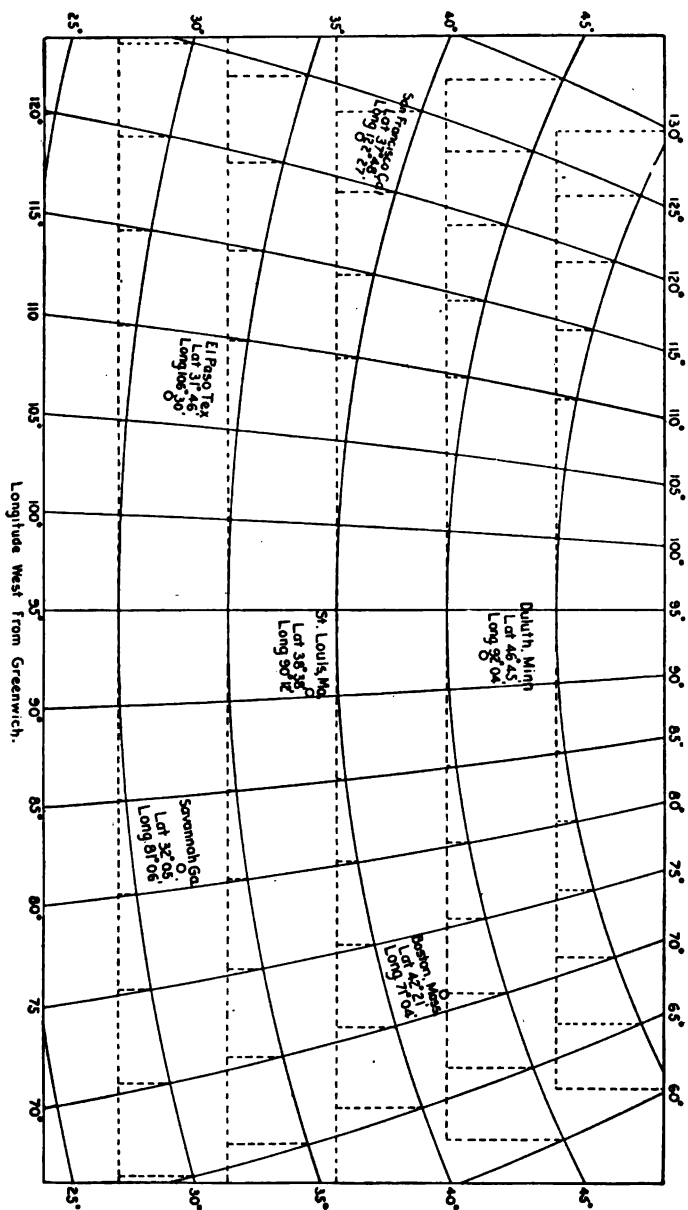 130° 125° 120° 115° 110° 105° 100° 95° 90° 85° 80° 75° 70° 65° 60°
45°
40°
35°
30°
25°
Duluth, Minn
Lat 46° 45'
Long 92° 04'
San Francisco Cal
Lat 37° 48'
Long 122° 27'
Boston, Mass
Lat 42° 21'
Long 71° 04'
St. Louis, Mo.
Lat 38° 38'
Long 90° 12'
El Paso Tex
Lat 31° 46'
Long 106° 30'
Savannah Ga.
Lat 32° 05'
Long 81° 06'
45°
40°
35°
30°
25°
120° 115° 110 105° 100° 95° 90° 85° 80° 75 70°
Longitude West from Greenwich.